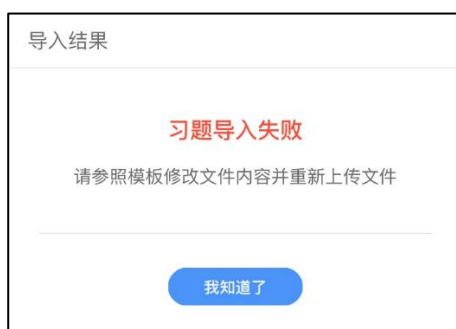 导入结果
习题导入失败
请参照模板修改文件内容并重新上传文件
我知道了